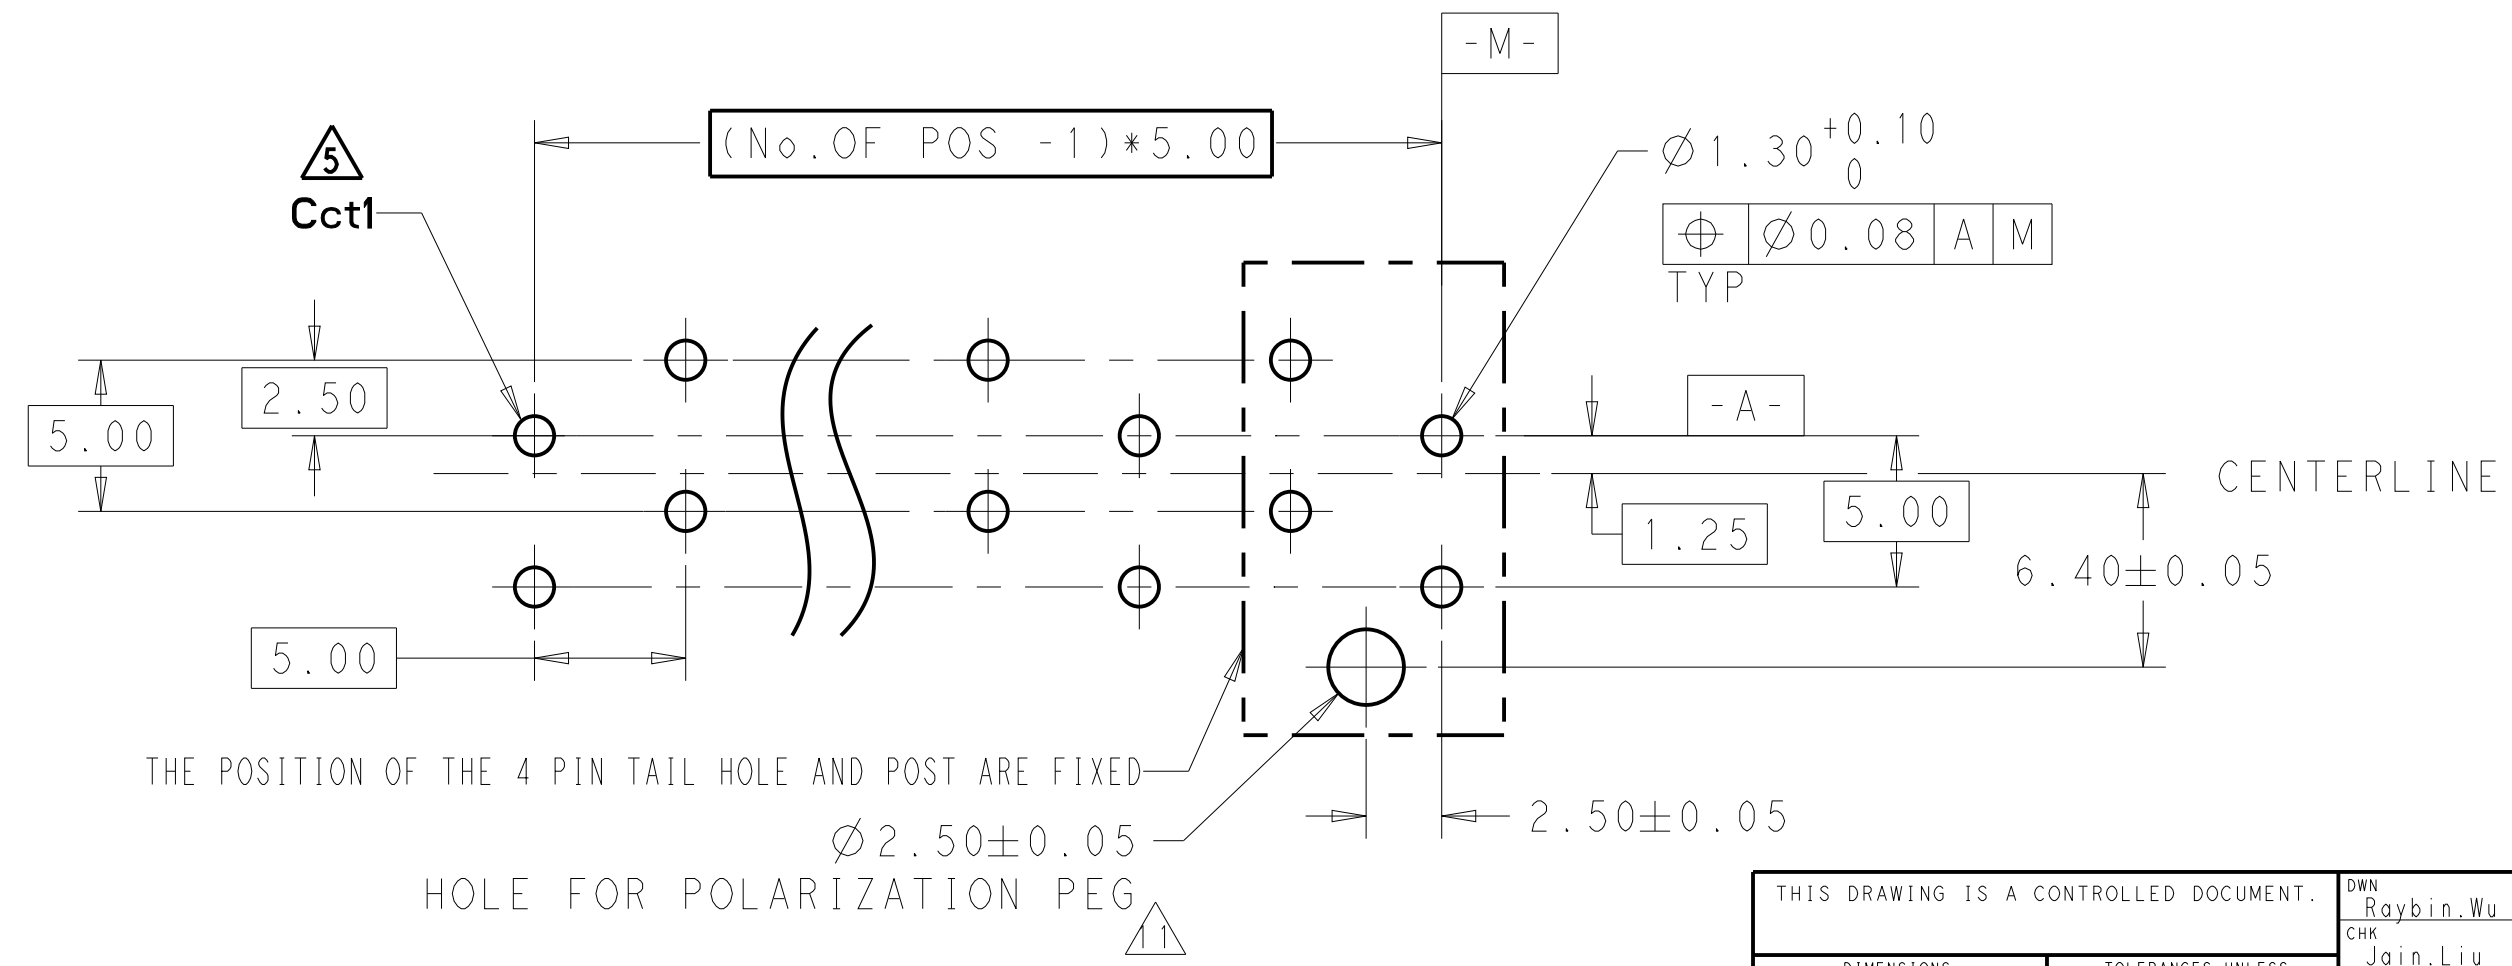 -M-
(No.OF POS -1)*5.00
5
Cct1
Ø1.30 +0.10
0
⌖ Ø0.08 A M
TYP
2.50
5.00
-A-
CENTERLINE
1.25
5.00
6.40±0.05
5.00
THE POSITION OF THE 4 PIN TAIL HOLE AND POST ARE FIXED
2.50±0.05
Ø2.50±0.05
HOLE FOR POLARIZATION PEG
11
THIS DRAWING IS A CONTROLLED DOCUMENT.
DWN
Raybin.Wu
CHK
Jain.Liu
DIMENSIONS
TOLERANCES UNLESS